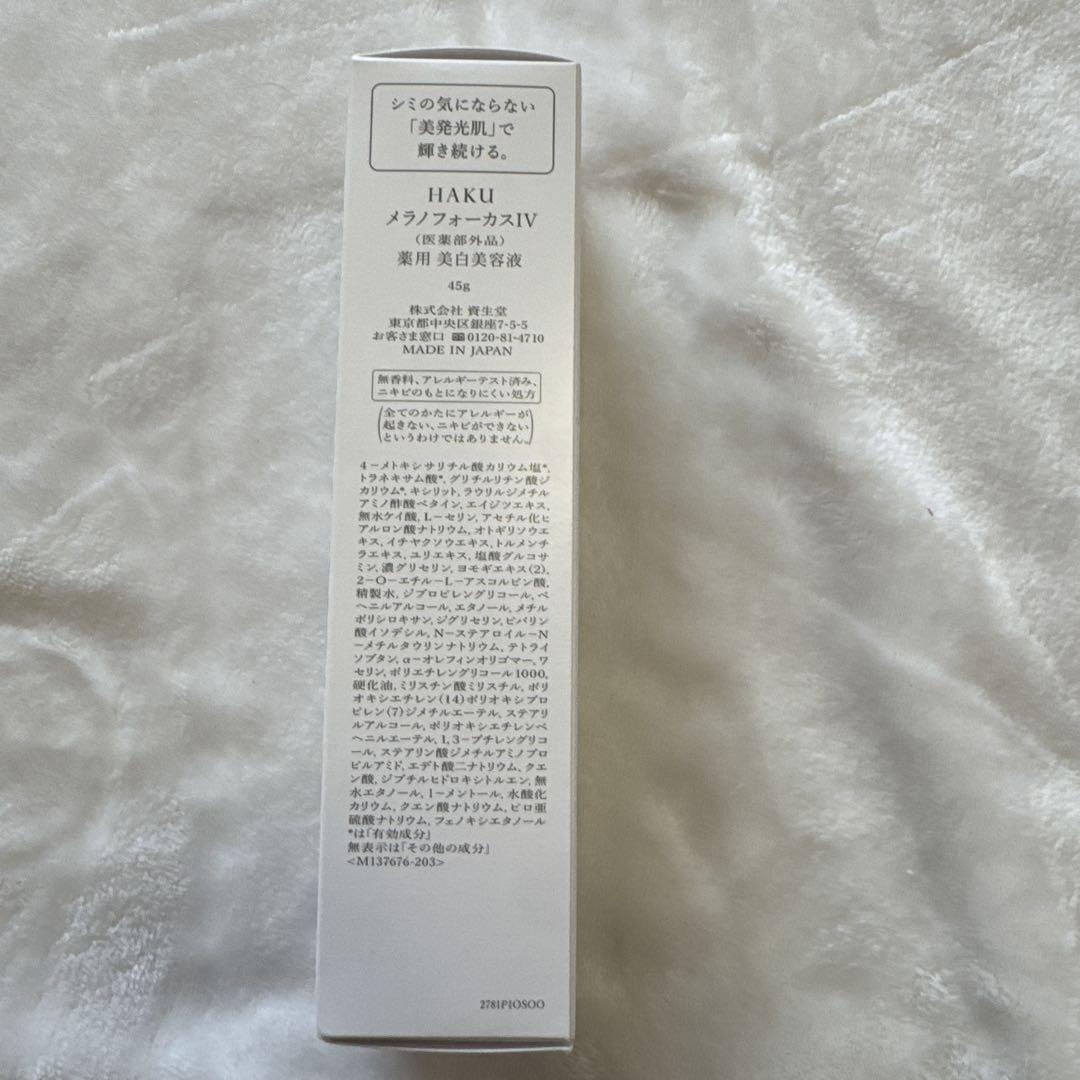 シミの気にならない
「美発光肌」で
輝き続ける。
HAKU
メラノフォーカスIV
(医薬部外品)
薬用 美白美容液
45g
株式会社 資生堂
東京都中央区銀座7-5-5
お客さま窓口 0120-81-4710
MADE IN JAPAN
無香料、アレルギーテスト済み、
ニキビのもとになりにくい処方
(全てのかたにアレルギーが
起きない、ニキビができない
というわけではありません。)
4－メトキシサリチル酸カリウム塩*,
トラネキサム酸*, グリチルリチン酸ジ
カリウム*, キシリット, ラウリルジメチル
アミノ酢酸ベタイン, エイジツエキス,
無水ケイ酸, L－セリン, アセチル化ヒ
アルロン酸ナトリウム, オトギリソウエ
キス, イチヤクソウエキス, トルメンチ
ラエキス, ユリエキス, 塩酸グルコサ
ミン, 濃グリセリン, ヨモギエキス(2),
2－O－エチル－L－アスコルビン酸,
精製水, ジプロピレングリコール, ベ
ヘニルアルコール, エタノール, メチル
ポリシロキサン, ジグリセリン, ピバリン
酸イソデシル, N－ステアロイル－N
－メチルタウリンナトリウム, テトライ
ソブタン, α－オレフィンオリゴマー, ワ
セリン, ポリエチレングリコール1000,
硬化油, ミリスチン酸ミリスチル, ポリ
オキシエチレン(14)ポリオキシプロ
ピレン(7)ジメチルエーテル, ステアリ
ルアルコール, ポリオキシエチレンベ
ヘニルエーテル, 1, 3－ブチレングリコ
ール, ステアリン酸ジメチルアミノプロ
ピルアミド, エデト酸二ナトリウム, クエ
ン酸, ジブチルヒドロキシトルエン, 無
水エタノール, l－メントール, 水酸化
カリウム, クエン酸ナトリウム, ピロ亜
硫酸ナトリウム, フェノキシエタノール
*は「有効成分」
無表示は「その他の成分」
<M137676-203>
2781P1OSOO